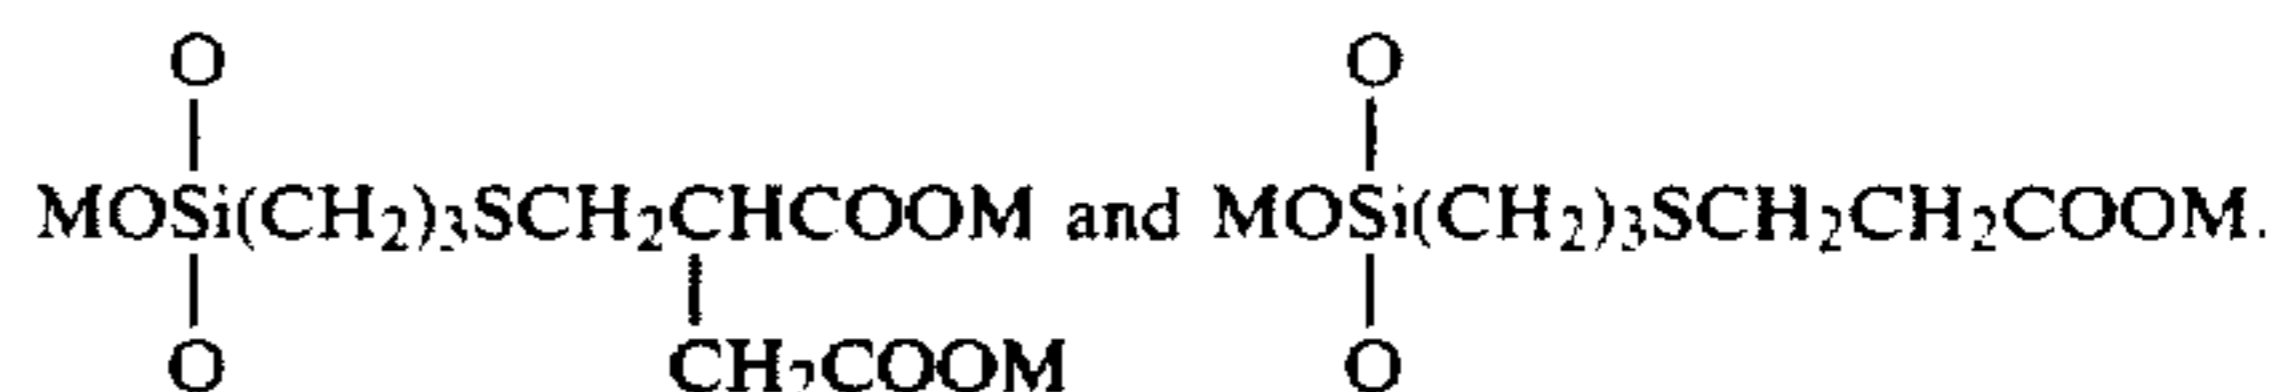 O O
MOSi(CH2)3SCH2CHCOOM and MOSi(CH2)3SCH2CH2COOM.
O CH2COOM O